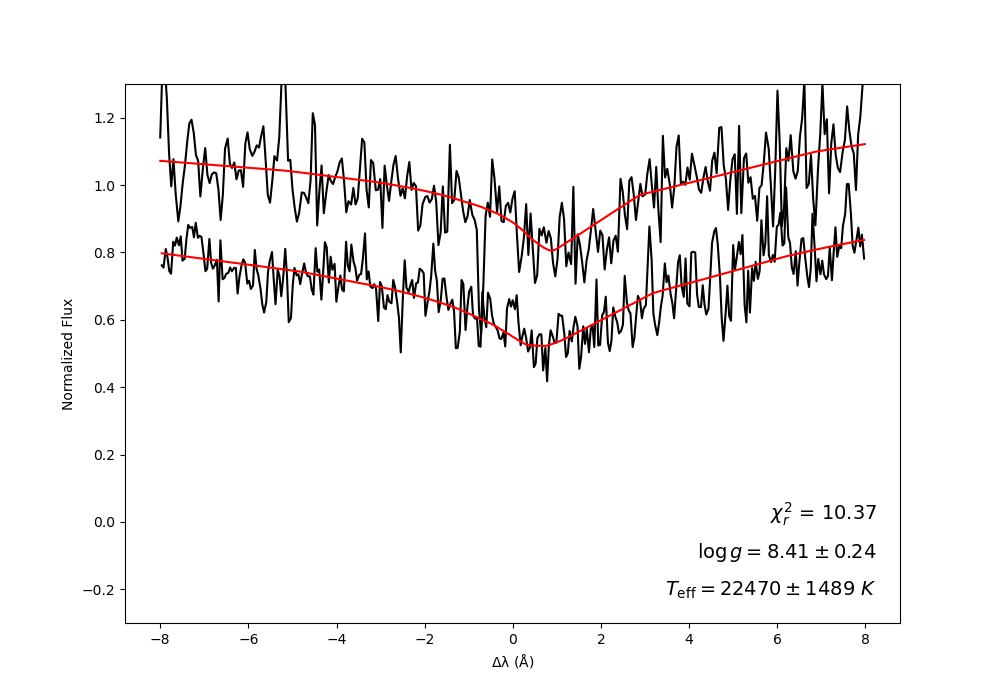 1.2
1.0
0.8
0.6
0.4
0.2
0.0
−0.2
Normalized Flux
χ²ᵣ = 10.37
log g = 8.41 ± 0.24
T_eff = 22470 ± 1489 K
−8 −6 −4 −2 0 2 4 6 8
Δλ (Å)